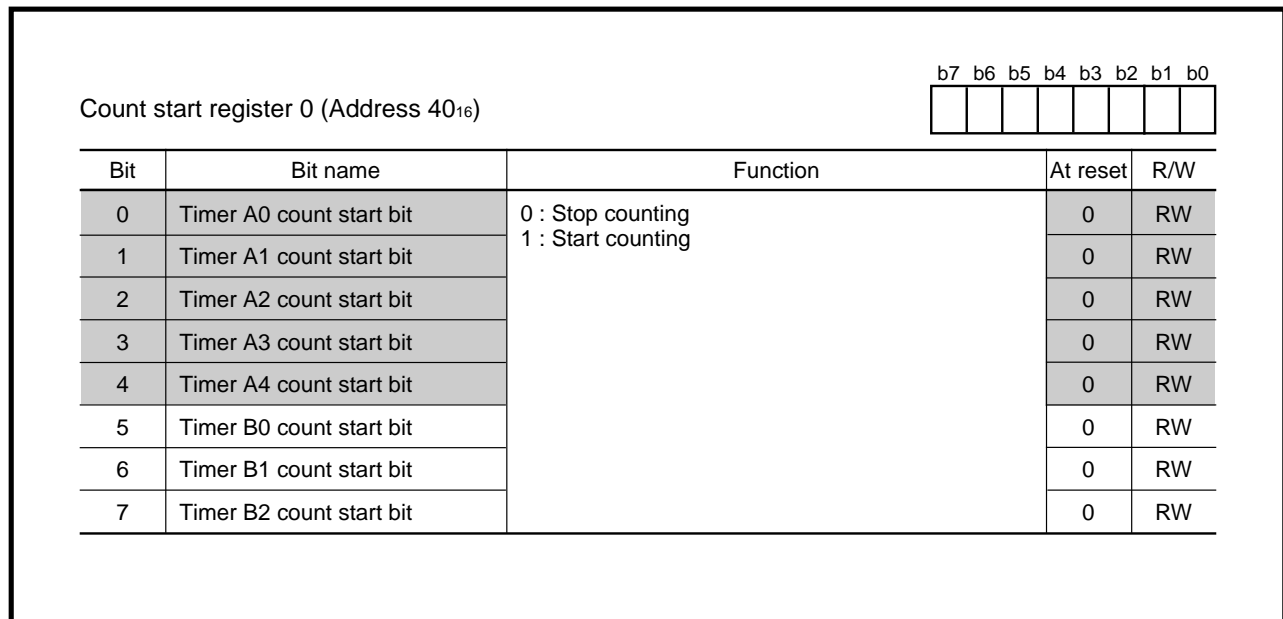 b7 b6 b5 b4 b3 b2 b1 b0
Count start register 0 (Address 40₁₆)
Bit Bit name Function At reset R/W
0 Timer A0 count start bit 0 : Stop counting 0 RW
1 : Start counting
1 Timer A1 count start bit 0 RW
2 Timer A2 count start bit 0 RW
3 Timer A3 count start bit 0 RW
4 Timer A4 count start bit 0 RW
5 Timer B0 count start bit 0 RW
6 Timer B1 count start bit 0 RW
7 Timer B2 count start bit 0 RW